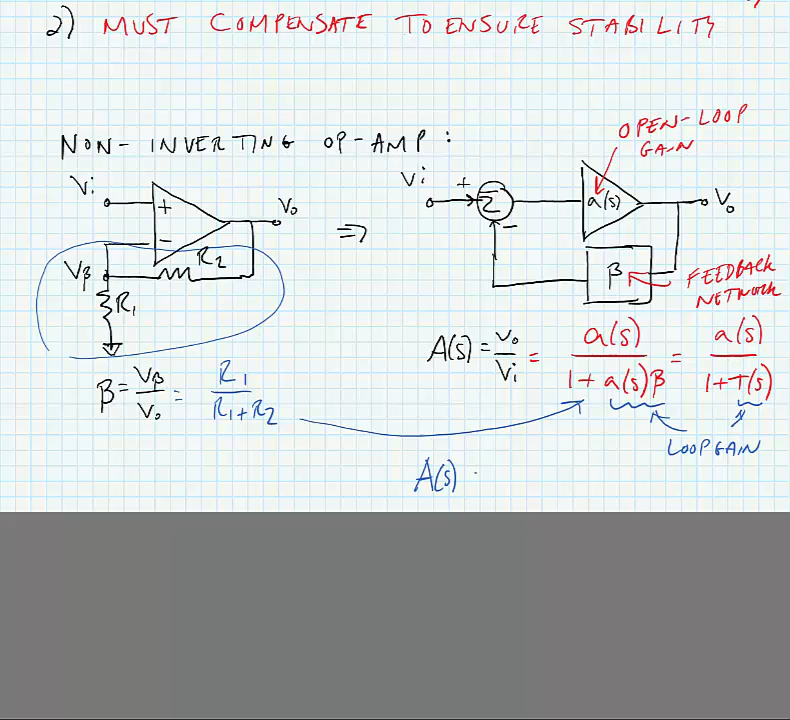 2) MUST COMPENSATE TO ENSURE STABILITY
NON-INVERTING OP-AMP:
OPEN-LOOP
GAIN
Vi
+
−
Vo
R2
Vβ
R1
⇒
Vi
+
Σ
−
a(s)
Vo
β
FEEDBACK
NETWORK
β = Vβ/Vo = R1/(R1+R2)
A(s) = Vo/Vi = a(s)/(1+a(s)β) = a(s)/(1+T(s))
LOOP GAIN
A(s)